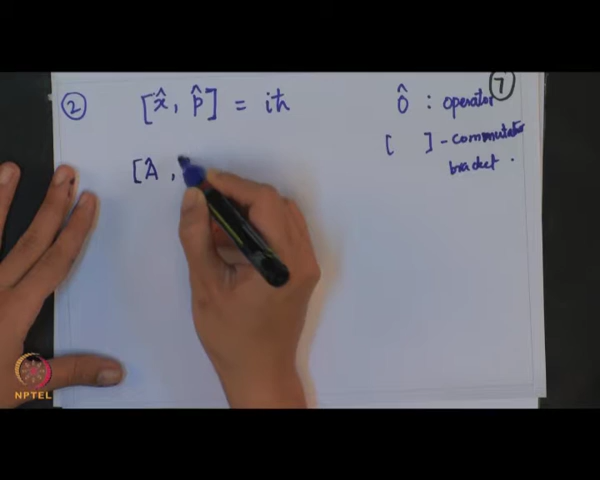 ② [x̂, p̂] = iħ
Ô : operator
⑦
[ ] - commutator
bracket.
[Â,
NPTEL